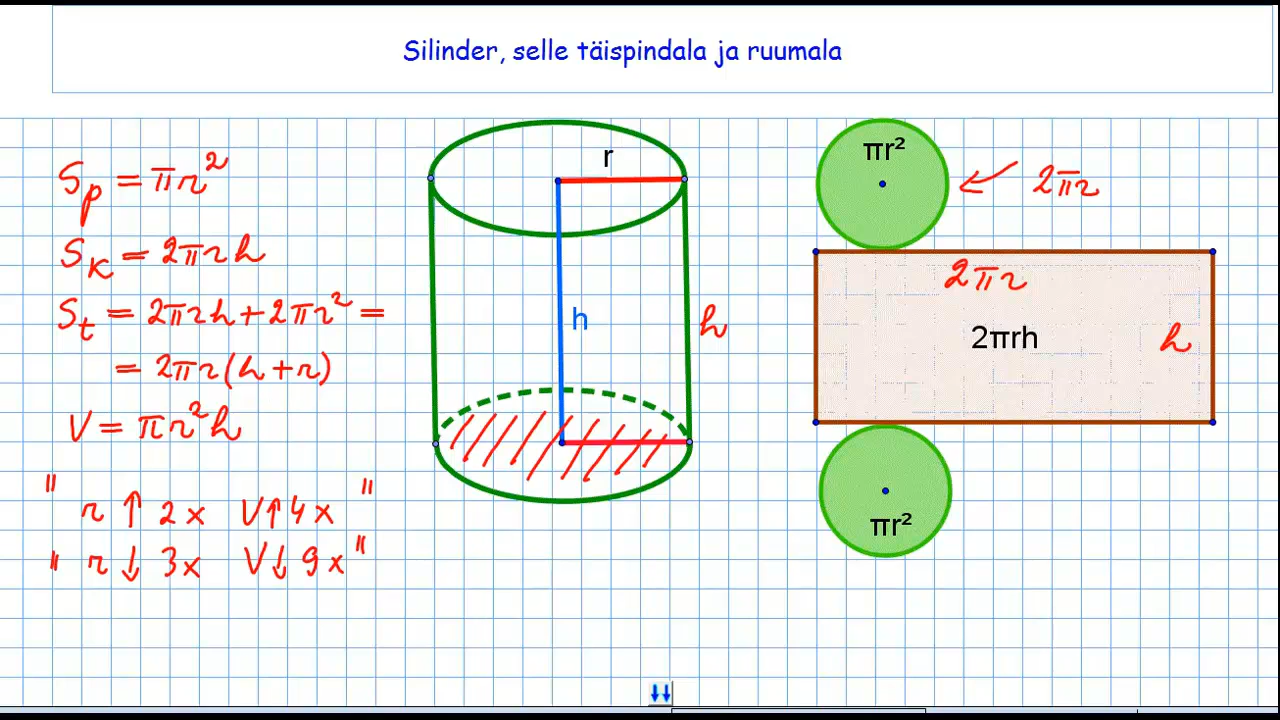 Silinder, selle täispindala ja ruumala
Sp = πr²
Sk = 2πrh
St = 2πrh + 2πr² =
= 2πr(h+r)
V = πr²h
" r ↑ 2x V ↑ 4x "
" r ↓ 3x V ↓ 9x "
r
h
h
πr²
2πr
2πr
2πrh
h
πr²